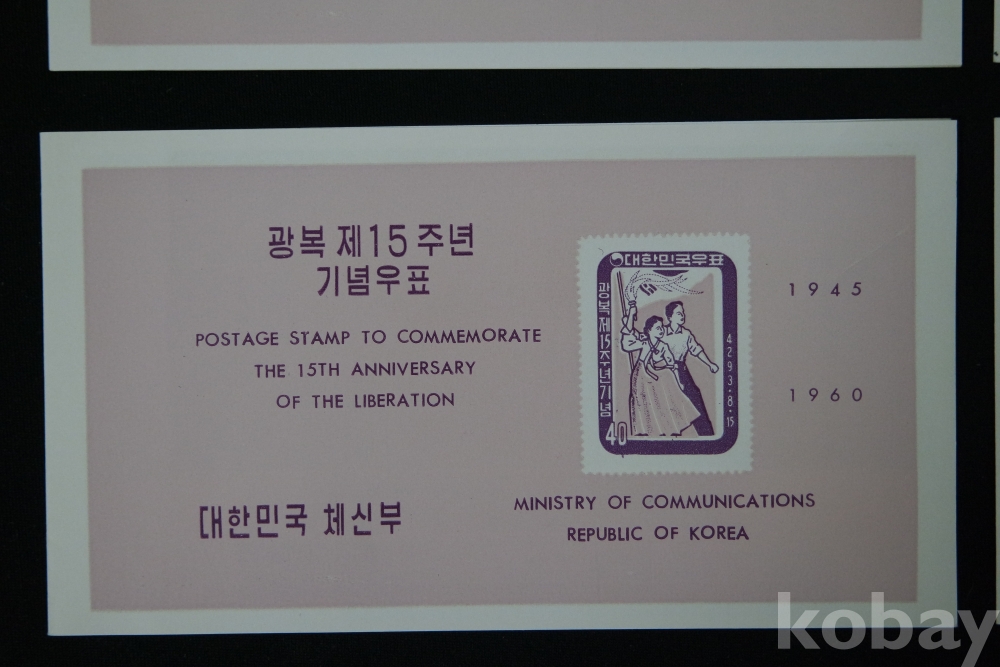 광복 제15주년
기념우표
POSTAGE STAMP TO COMMEMORATE
THE 15TH ANNIVERSARY
OF THE LIBERATION
대한민국우표
광복제15주년기념
4293·8·15
40
1945
1960
대한민국 체신부
MINISTRY OF COMMUNICATIONS
REPUBLIC OF KOREA
kobay